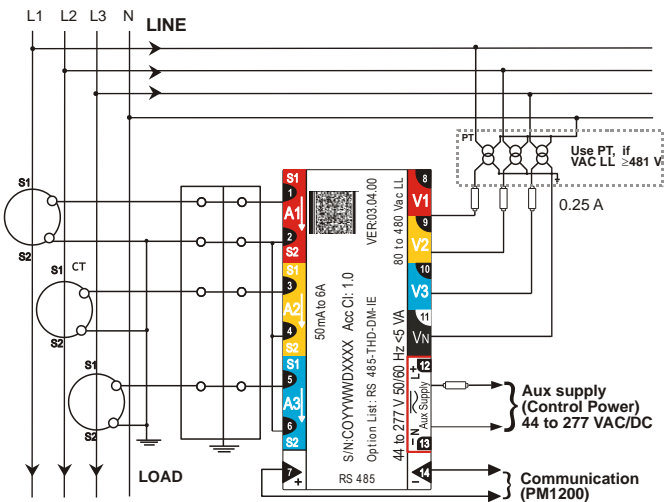 L1 L2 L3 N
LINE
PT
Use PT, if
VAC LL ≥481 V
0.25 A
S1
S2
S1
CT
S2
S1
S2
LOAD
S1
1
A1
2
S2
S1
3
A2
4
S2
S1
5
A3
6
S2
7
+
50mA to 6A
S/N:COYYWWDXXXX Acc Cl: 1.0
Option List: RS 485-THD-DM-IE
VER:03.04.00
RS 485
80 to 480 Vac LL
44 to 277 V 50/60 Hz <5 VA
8
V1
9
V2
10
V3
11
VN
12
L+
Aux Supply
N
–
13
14
–
Aux supply
(Control Power)
44 to 277 VAC/DC
Communication
(PM1200)